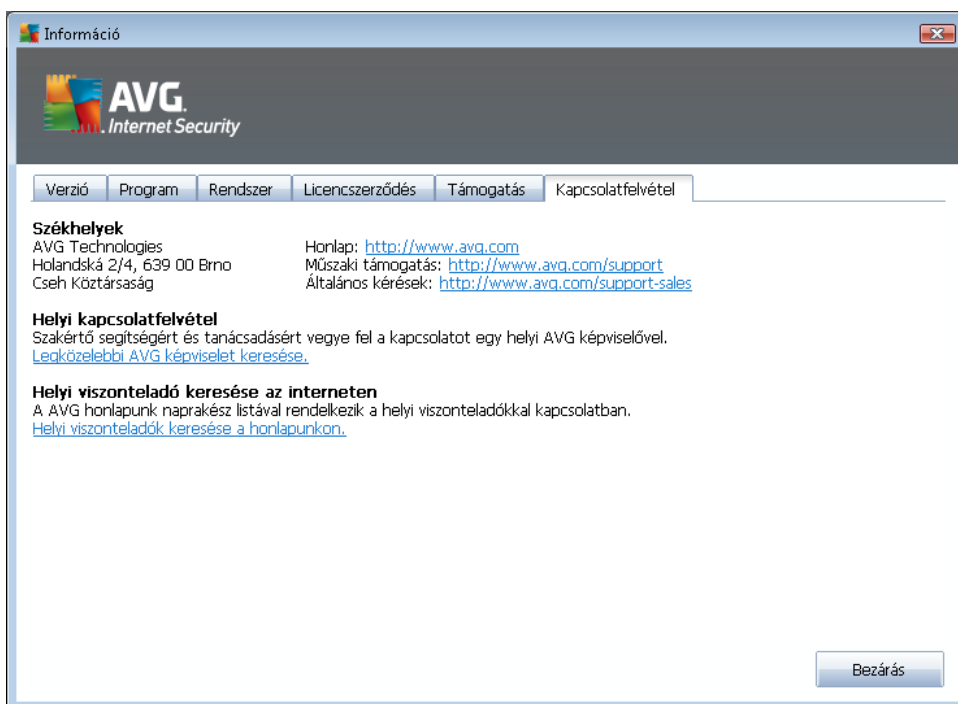 Információ
AVG.
Internet Security
Verzió Program Rendszer Licencszerződés Támogatás Kapcsolatfelvétel
Székhelyek
AVG Technologies Honlap: http://www.avg.com
Holandská 2/4, 639 00 Brno Műszaki támogatás: http://www.avg.com/support
Cseh Köztársaság Általános kérések: http://www.avg.com/support-sales
Helyi kapcsolatfelvétel
Szakértő segítségért és tanácsadásért vegye fel a kapcsolatot egy helyi AVG képviselővel.
Legközelebbi AVG képviselet keresése.
Helyi viszonteladó keresése az interneten
A AVG honlapunk naprakész listával rendelkezik a helyi viszonteladókkal kapcsolatban.
Helyi viszonteladók keresése a honlapunkon.
Bezárás